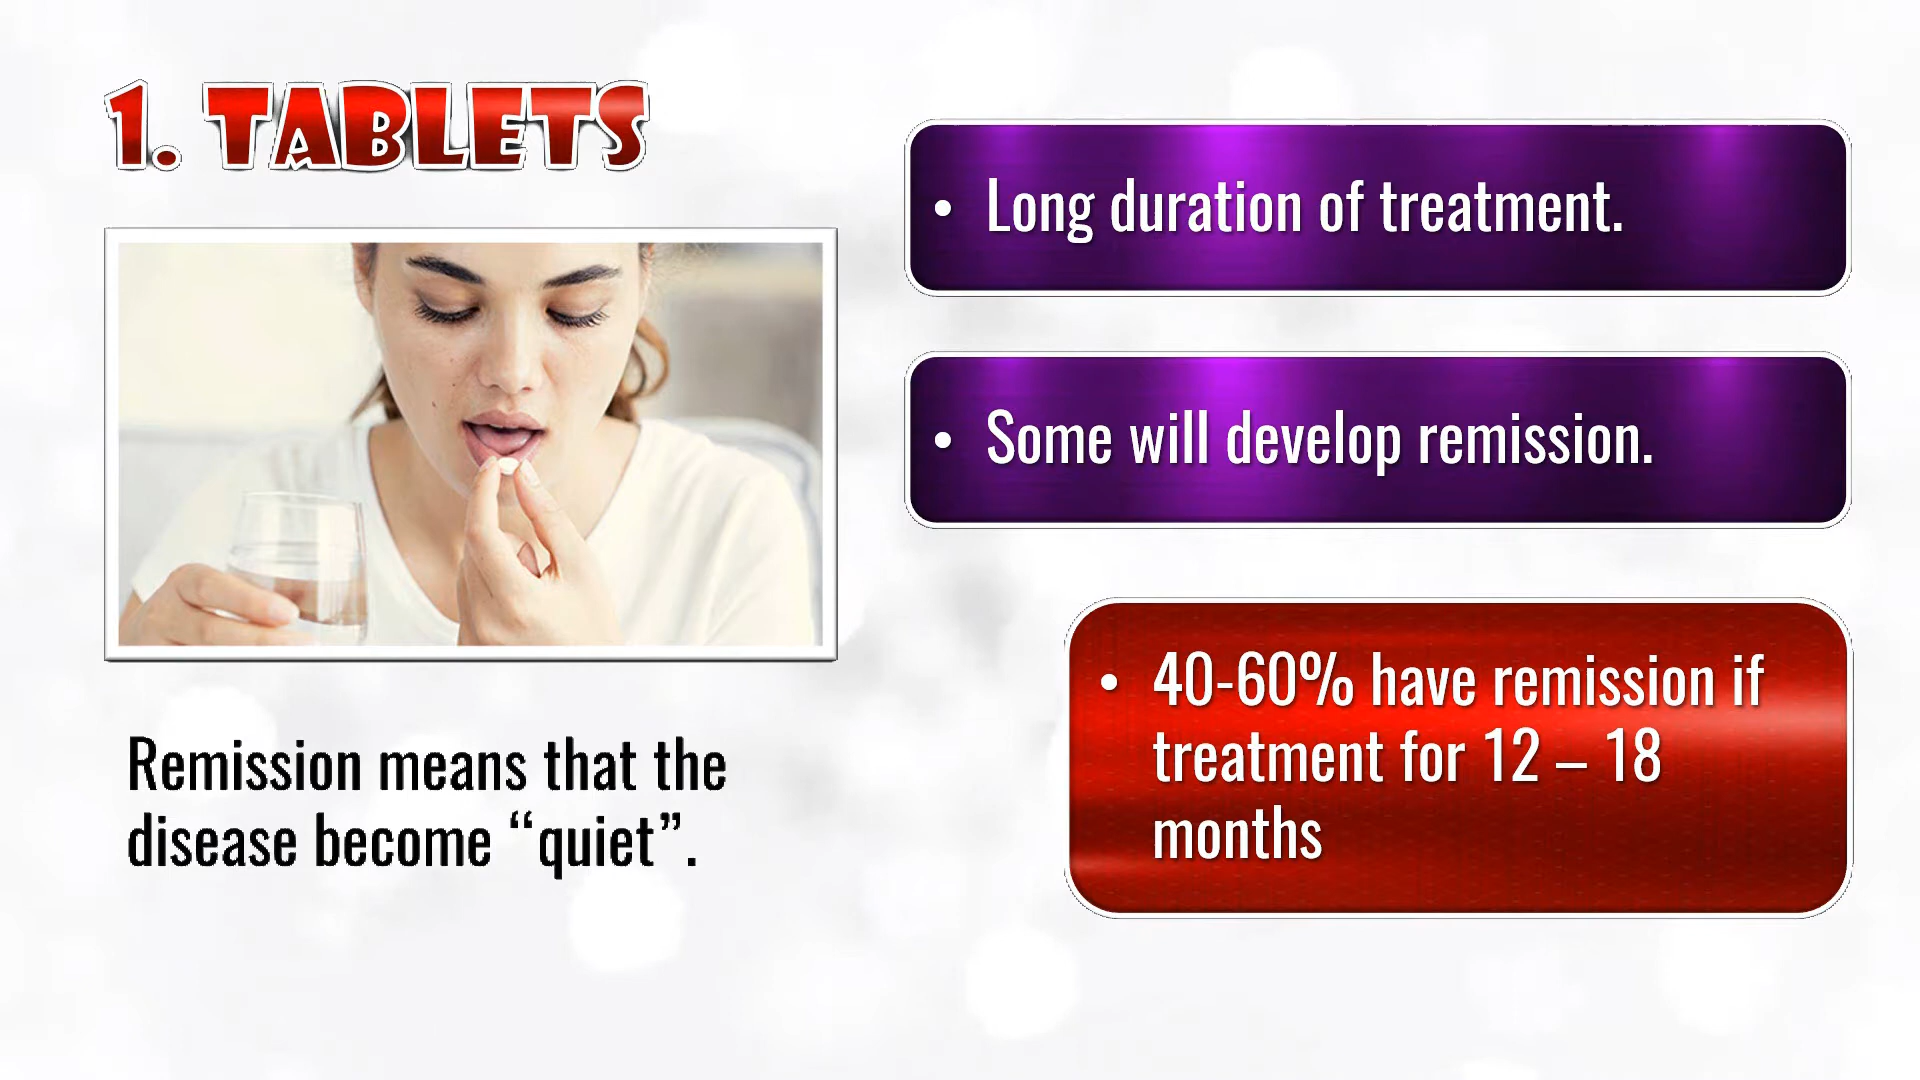 1. TABLETS
• Long duration of treatment.
• Some will develop remission.
• 40-60% have remission if
treatment for 12 – 18
months
Remission means that the
disease become “quiet”.